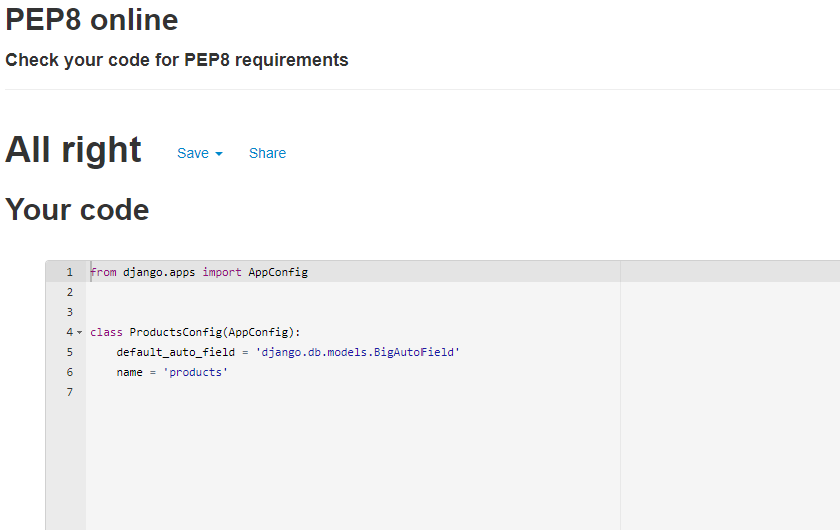 PEP8 online
Check your code for PEP8 requirements
All right Save Share
Your code
1 from django.apps import AppConfig
2
3
4 class ProductsConfig(AppConfig):
5     default_auto_field = 'django.db.models.BigAutoField'
6     name = 'products'
7